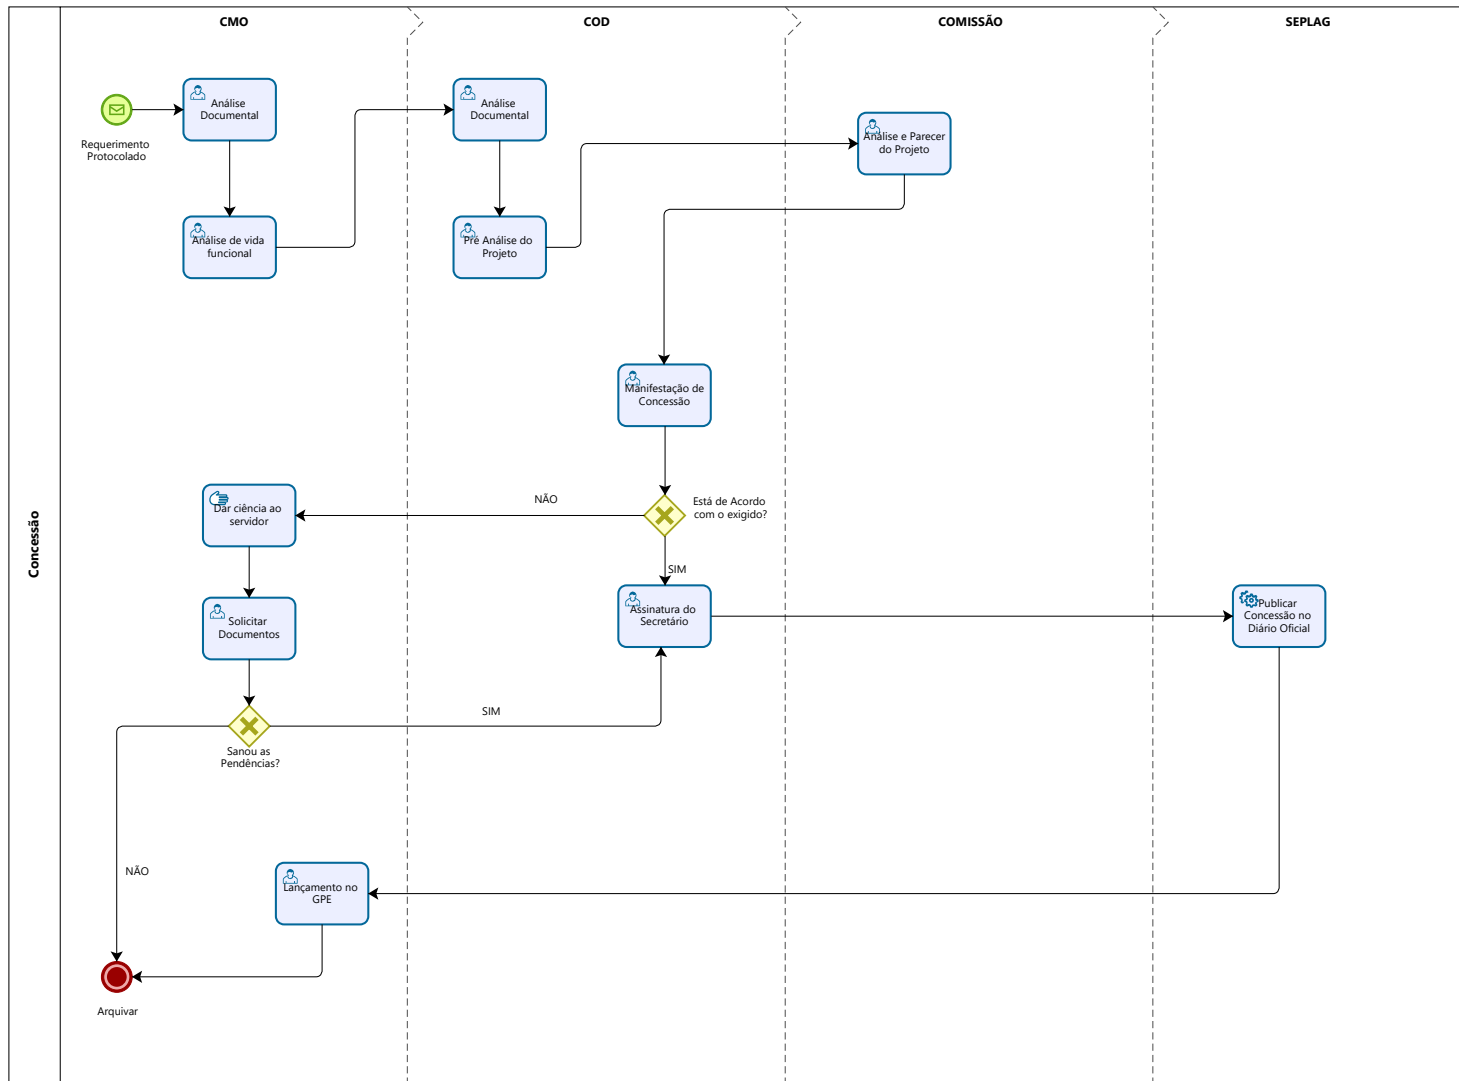 CMO
COD
COMISSÃO
SEPLAG
Concessão
Requerimento
Protocolado
Análise
Documental
Análise de vida
funcional
Análise
Documental
Pré Análise do
Projeto
Análise e Parecer
do Projeto
Manifestação de
Concessão
Está de Acordo
com o exigido?
NÃO
SIM
Dar ciência ao
servidor
Solicitar
Documentos
Sanou as
Pendências?
SIM
NÃO
Assinatura do
Secretário
Publicar
Concessão no
Diário Oficial
Lançamento no
GPE
Arquivar